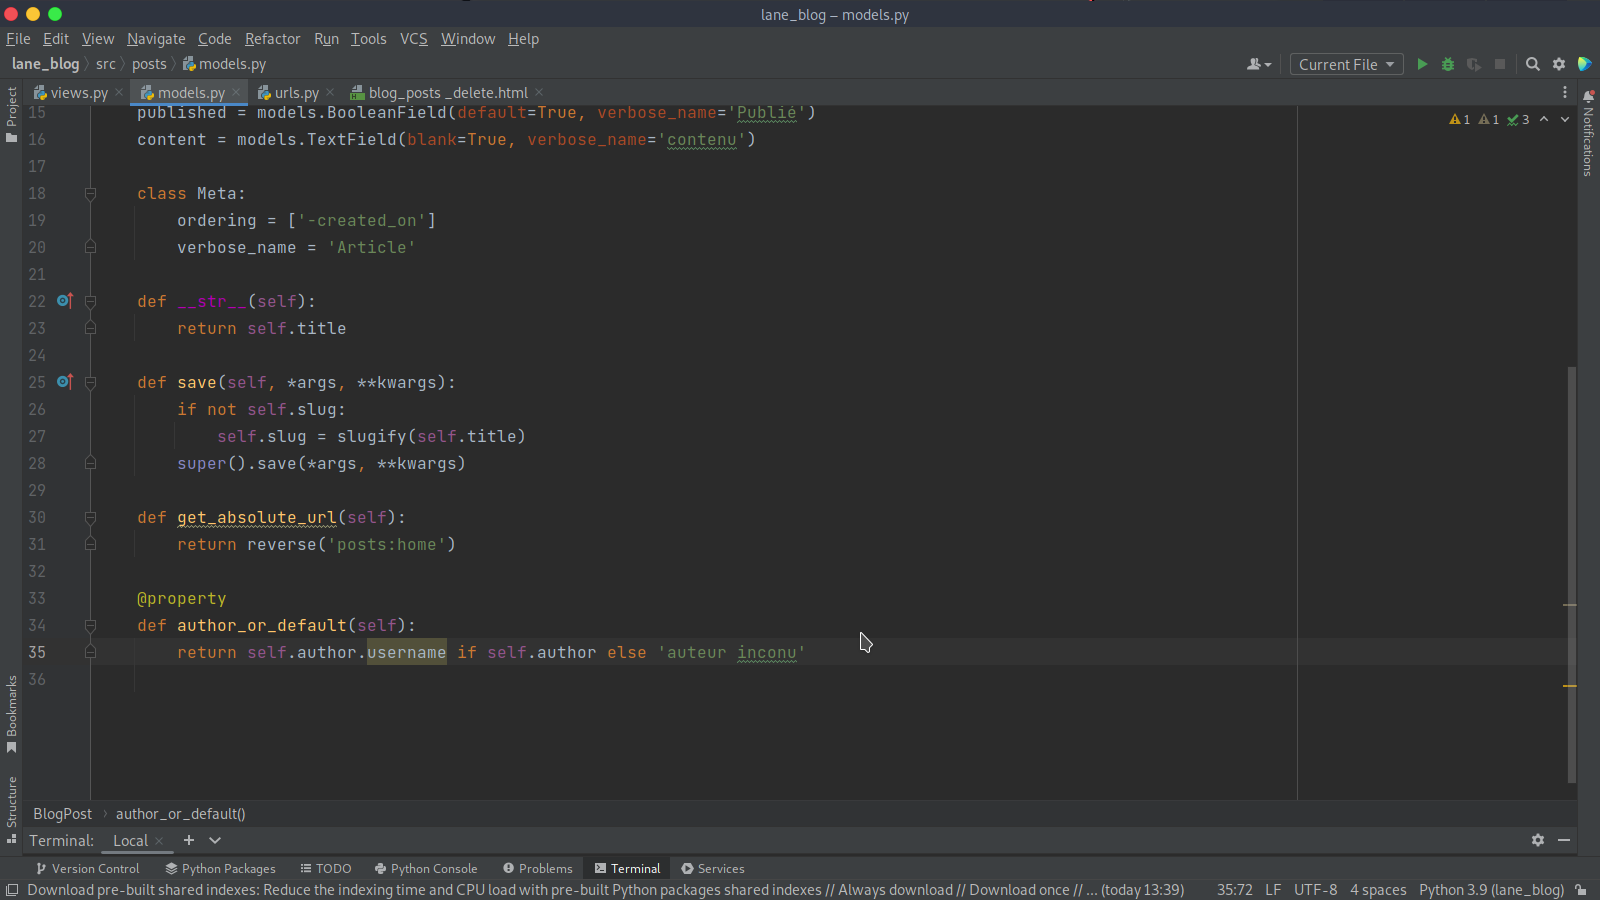 lane_blog – models.py
File Edit View Navigate Code Refactor Run Tools VCS Window Help
lane_blog src posts models.py Current File
Project
views.py models.py urls.py blog_posts _delete.html
Notifications
1 1 3
15 published = models.BooleanField(default=True, verbose_name='Publié')
16 content = models.TextField(blank=True, verbose_name='contenu')
17
18 class Meta:
19 ordering = ['-created_on']
20 verbose_name = 'Article'
21
22 def __str__(self):
23 return self.title
24
25 def save(self, *args, **kwargs):
26 if not self.slug:
27 self.slug = slugify(self.title)
28 super().save(*args, **kwargs)
29
30 def get_absolute_url(self):
31 return reverse('posts:home')
32
33 @property
34 def author_or_default(self):
35 return self.author.username if self.author else 'auteur inconu'
36
Bookmarks
Structure
BlogPost author_or_default()
Terminal: Local
Version Control Python Packages TODO Python Console Problems Terminal Services
Download pre-built shared indexes: Reduce the indexing time and CPU load with pre-built Python packages shared indexes // Always download // Download once // ... (today 13:39) 35:72 LF UTF-8 4 spaces Python 3.9 (lane_blog)